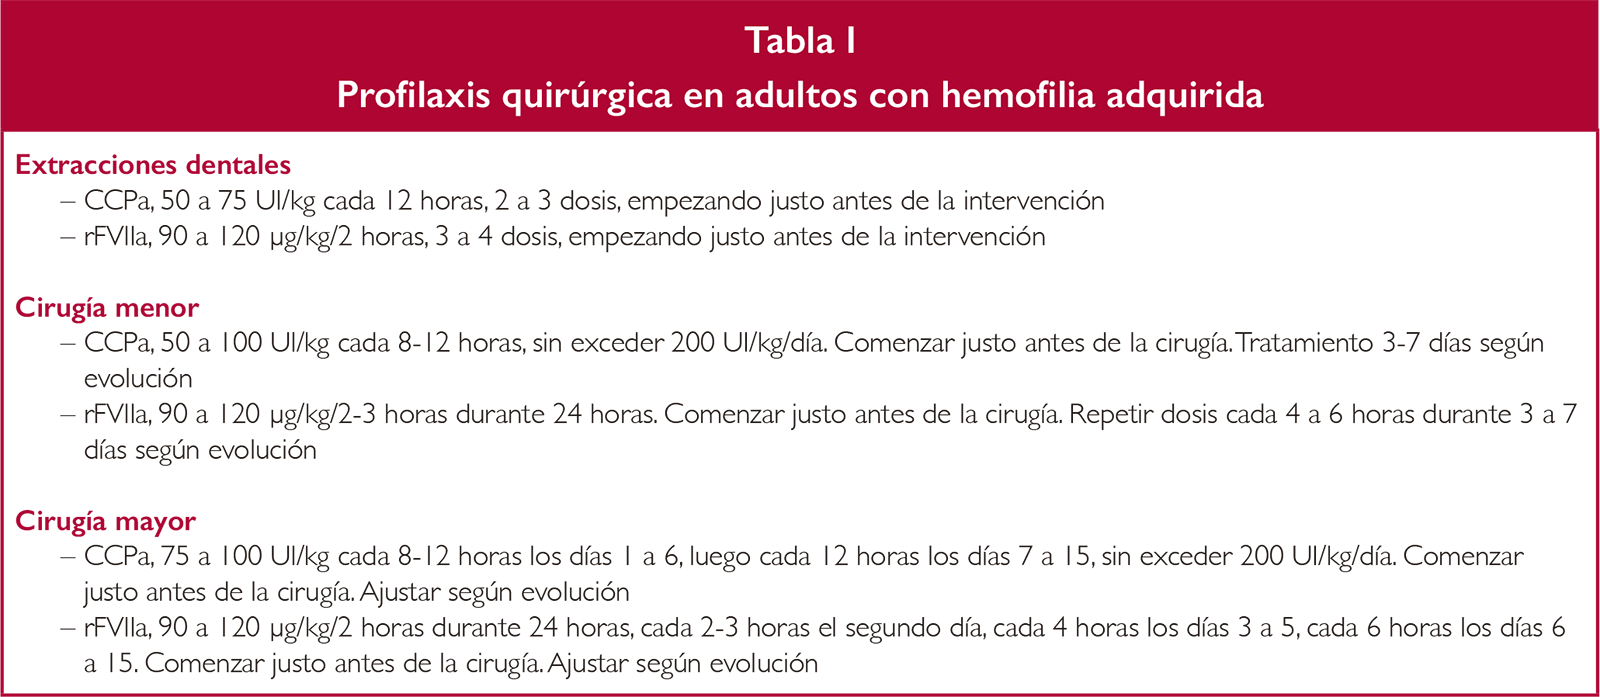 Tabla I
Profilaxis quirúrgica en adultos con hemofilia adquirida
Extracciones dentales
– CCPa, 50 a 75 UI/kg cada 12 horas, 2 a 3 dosis, empezando justo antes de la intervención
– rFVIIa, 90 a 120 µg/kg/2 horas, 3 a 4 dosis, empezando justo antes de la intervención
Cirugía menor
– CCPa, 50 a 100 UI/kg cada 8-12 horas, sin exceder 200 UI/kg/día. Comenzar justo antes de la cirugía. Tratamiento 3-7 días según
evolución
– rFVIIa, 90 a 120 µg/kg/2-3 horas durante 24 horas. Comenzar justo antes de la cirugía. Repetir dosis cada 4 a 6 horas durante 3 a 7
días según evolución
Cirugía mayor
– CCPa, 75 a 100 UI/kg cada 8-12 horas los días 1 a 6, luego cada 12 horas los días 7 a 15, sin exceder 200 UI/kg/día. Comenzar
justo antes de la cirugía. Ajustar según evolución
– rFVIIa, 90 a 120 µg/kg/2 horas durante 24 horas, cada 2-3 horas el segundo día, cada 4 horas los días 3 a 5, cada 6 horas los días 6
a 15. Comenzar justo antes de la cirugía. Ajustar según evolución